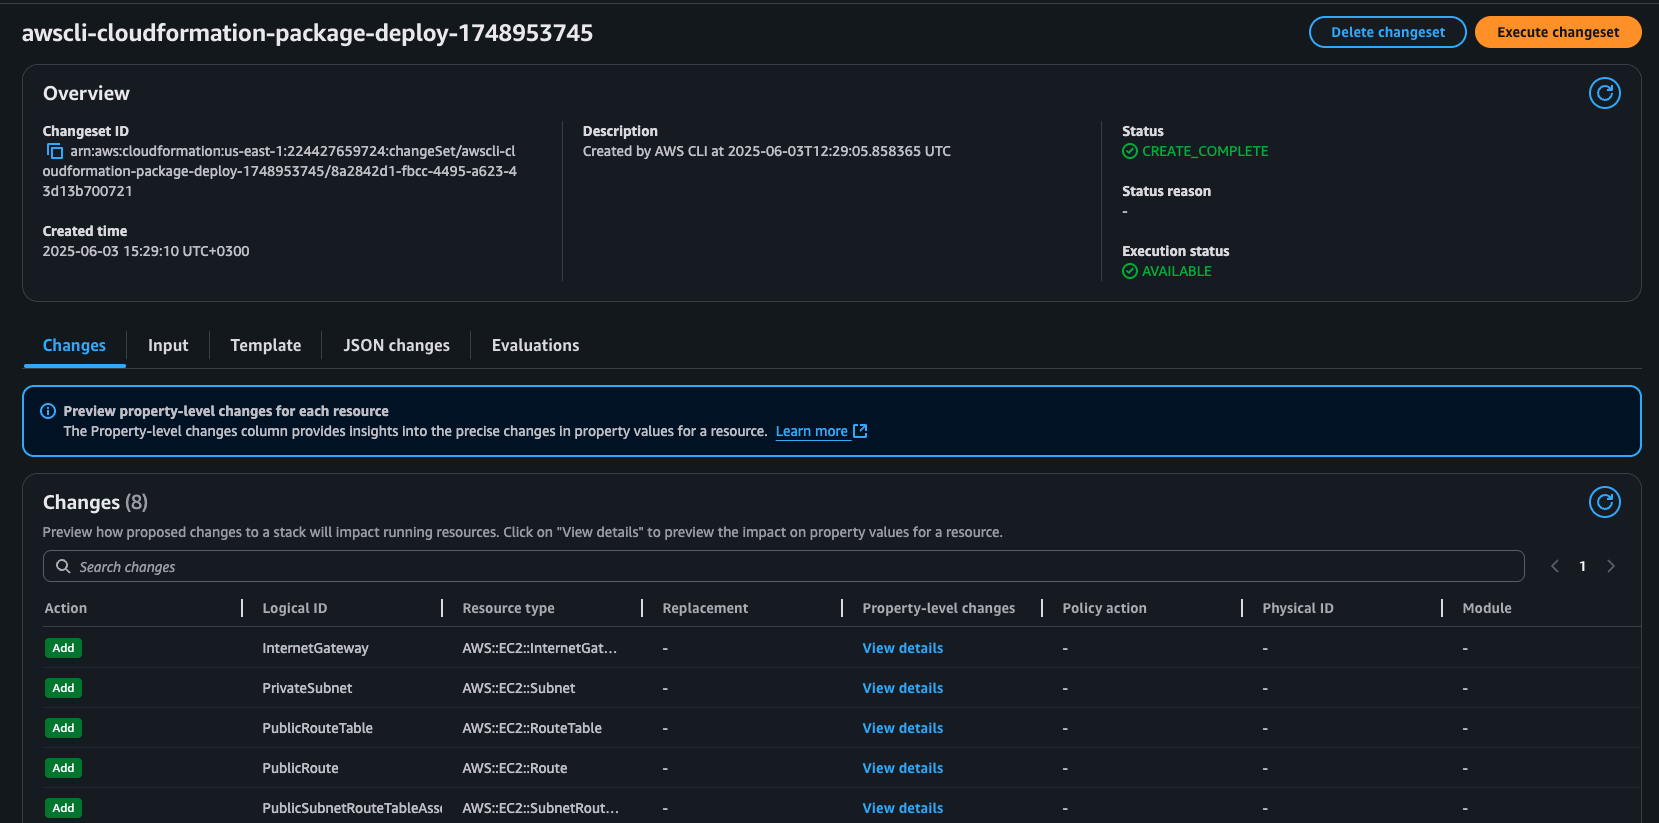 awscli-cloudformation-package-deploy-1748953745
Delete changeset
Execute changeset
Overview
Changeset ID
arn:aws:cloudformation:us-east-1:224427659724:changeSet/awscli-cl
oudformation-package-deploy-1748953745/8a2842d1-fbcc-4495-a623-4
3d13b700721
Created time
2025-06-03 15:29:10 UTC+0300
Description
Created by AWS CLI at 2025-06-03T12:29:05.858365 UTC
Status
CREATE_COMPLETE
Status reason
-
Execution status
AVAILABLE
Changes Input Template JSON changes Evaluations
Preview property-level changes for each resource
The Property-level changes column provides insights into the precise changes in property values for a resource. Learn more
Changes (8)
Preview how proposed changes to a stack will impact running resources. Click on "View details" to preview the impact on property values for a resource.
Search changes
1
Action Logical ID Resource type Replacement Property-level changes Policy action Physical ID Module
Add InternetGateway AWS::EC2::InternetGat... - View details - - -
Add PrivateSubnet AWS::EC2::Subnet - View details - - -
Add PublicRouteTable AWS::EC2::RouteTable - View details - - -
Add PublicRoute AWS::EC2::Route - View details - - -
Add PublicSubnetRouteTableAss AWS::EC2::SubnetRout... - View details - - -